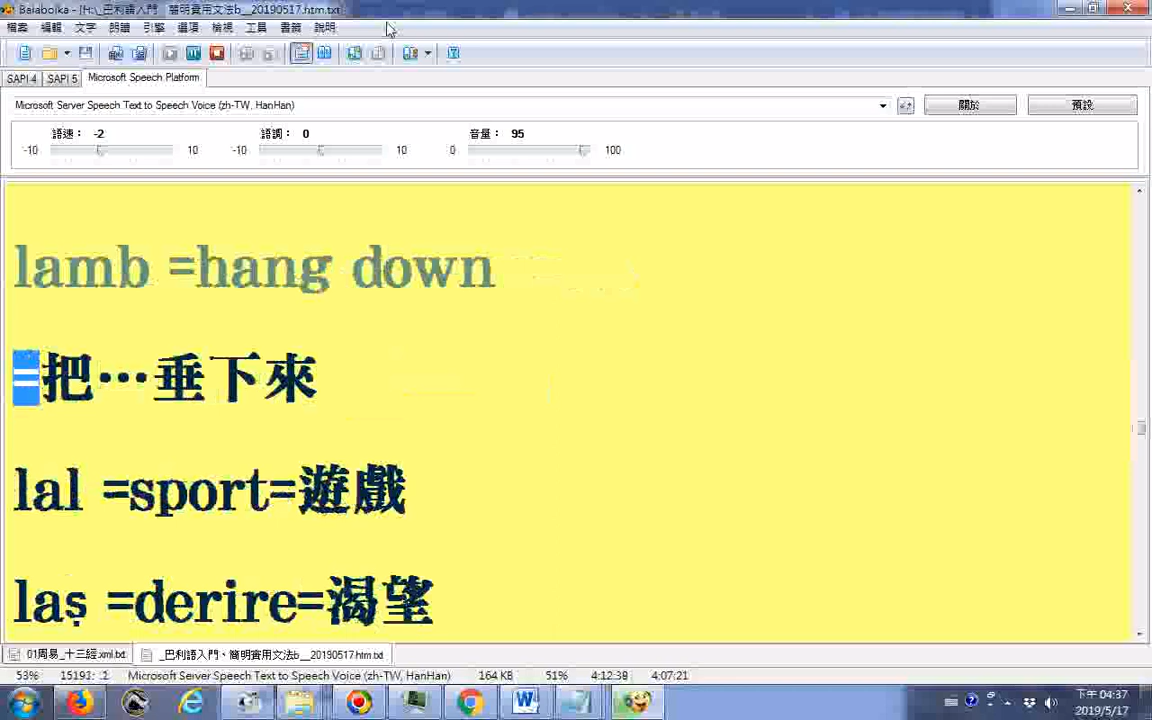 Balabolka - [H:\_巴利語入門、簡明實用文法b__20190517.htm.txt]
檔案 編輯 文字 朗讀 引擎 選項 檢視 工具 書籤 說明
SAPI 4 SAPI 5 Microsoft Speech Platform
Microsoft Server Speech Text to Speech Voice (zh-TW, HanHan) 關於 預設
語速: -2 語調: 0 音量: 95
-10 10 -10 10 0 100
lamb =hang down
=把…垂下來
lal =sport=遊戲
laṣ =derire=渴望
01周易_十三經.xml.txt _巴利語入門、簡明實用文法b__20190517.htm.txt
53% 15191: 1 Microsoft Server Speech Text to Speech Voice (zh-TW, HanHan) 164 KB 51% 4:12:38 4:07:21
下午 04:37
2019/5/17